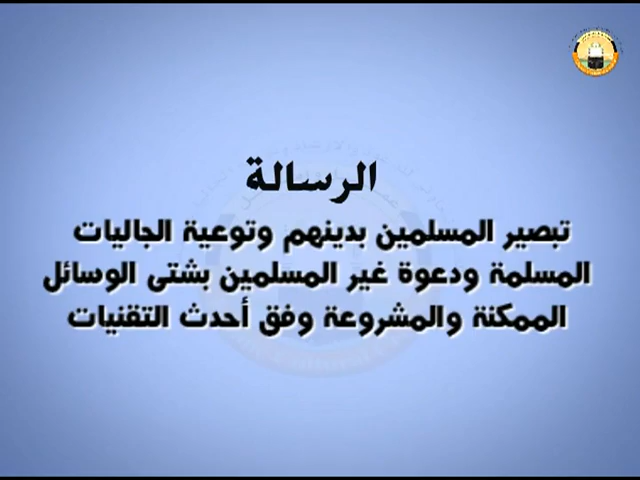 الرسالة
تبصير المسلمين بدينهم وتوعية الجاليات
المسلمة ودعوة غير المسلمين بشتى الوسائل
الممكنة والمشروعة وفق أحدث التقنيات